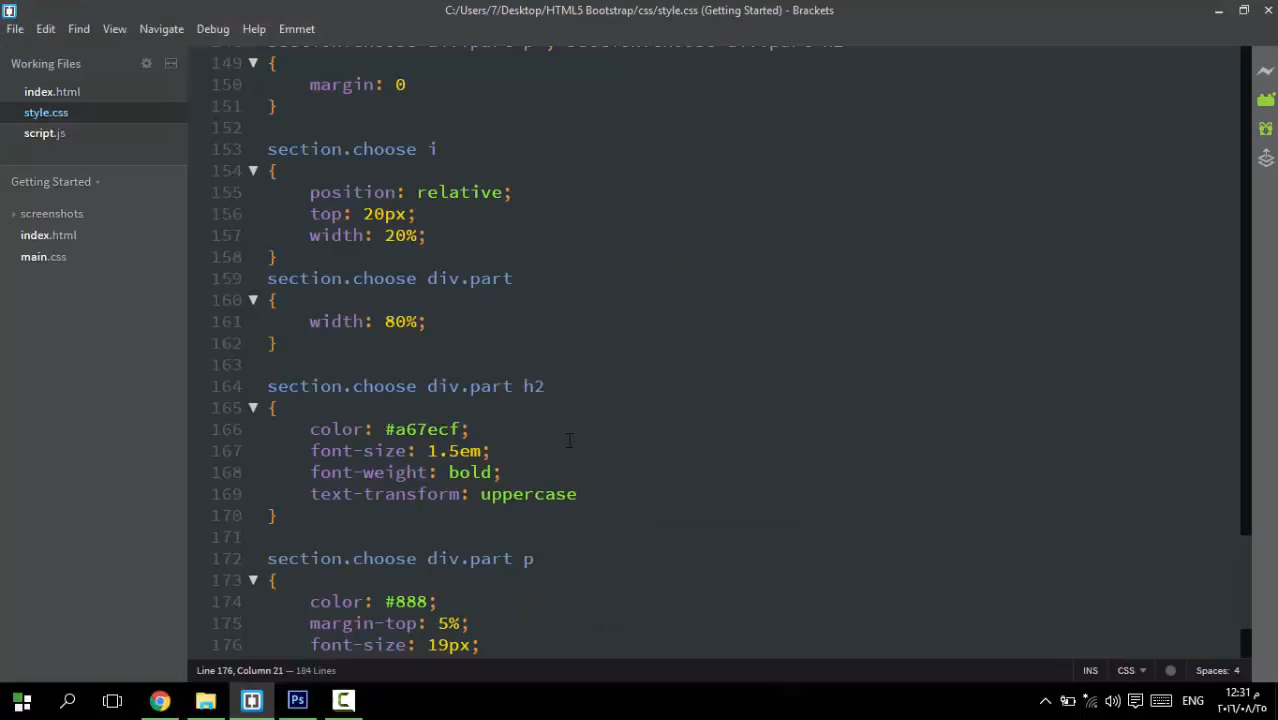 C:/Users/7/Desktop/HTML5 Bootstrap/css/style.css (Getting Started) - Brackets
File Edit Find View Navigate Debug Help Emmet
Working Files
index.html
style.css
script.js
Getting Started
screenshots
index.html
main.css
149 {
150 margin: 0
151 }
152
153 section.choose i
154 {
155 position: relative;
156 top: 20px;
157 width: 20%;
158 }
159 section.choose div.part
160 {
161 width: 80%;
162 }
163
164 section.choose div.part h2
165 {
166 color: #a67ecf;
167 font-size: 1.5em;
168 font-weight: bold;
169 text-transform: uppercase
170 }
171
172 section.choose div.part p
173 {
174 color: #888;
175 margin-top: 5%;
176 font-size: 19px;
Line 176, Column 21 — 184 Lines
INS CSS Spaces: 4
Ps
ENG
12:31 م
٢٠١٦/٠٨/٢٥